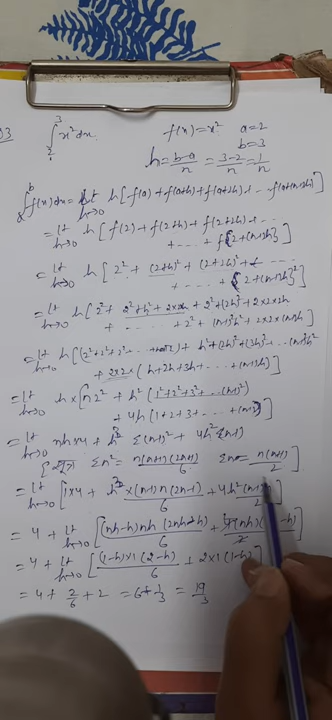 ∫₂³ x² dx.   f(x) = x²   a = 2
b = 3
h = (b-a)/n = (3-2)/n = 1/n
∫ₐᵇ f(x) dx = lt h→0 h[f(a) + f(a+h) + f(a+2h) + .. - f(a+(n-1)h)]
= lt h→0 h[f(2) + f(2+h) + f(2+2h) + ...
+ ... + f{2+(n-1)h}]
= lt h→0 h[2² + (2+h)² + (2+2h)² + ...
+ .... + {2+(n-1)h}²]
= lt h→0 h[2² + 2² + h² + 2×2×h + 2² + (2h)² + 2×2×2h
+ ..... + 2² + (n-1)²h² + 2×2×(n-1)h]
= lt h→0 h[(2²+2²+2²... ) + h² + (2h)² + (3h)² + ... (n-1)²h²
+ 2×2×(h+2h+3h+...+(n-1)h]
= lt h→0 h×[n2² + h²(1²+2²+3²+...(n-1)²)
+ 4h(1+2+3+...+(n-1))]
= lt h→0 nh×4 + h³ Σ(n-1)² + 4h² Σ(n-1)
Σn² = n(n+1)(2n+1)/6   Σn = n(n+1)/2
= lt h→0 [1×4 + h³×(n-1)n(2n-1)/6 + 4h²(n-1)n/2]
= 4 + lt h→0 [(nh-h)nh(2nh-h)/6 + 4(nh)(nh-h)/2]
= 4 + lt h→0 [(1-h)×1(2-h)/6 + 2×1(1-h)]
= 4 + 2/6 + 2 = 6 + 1/3 = 19/3